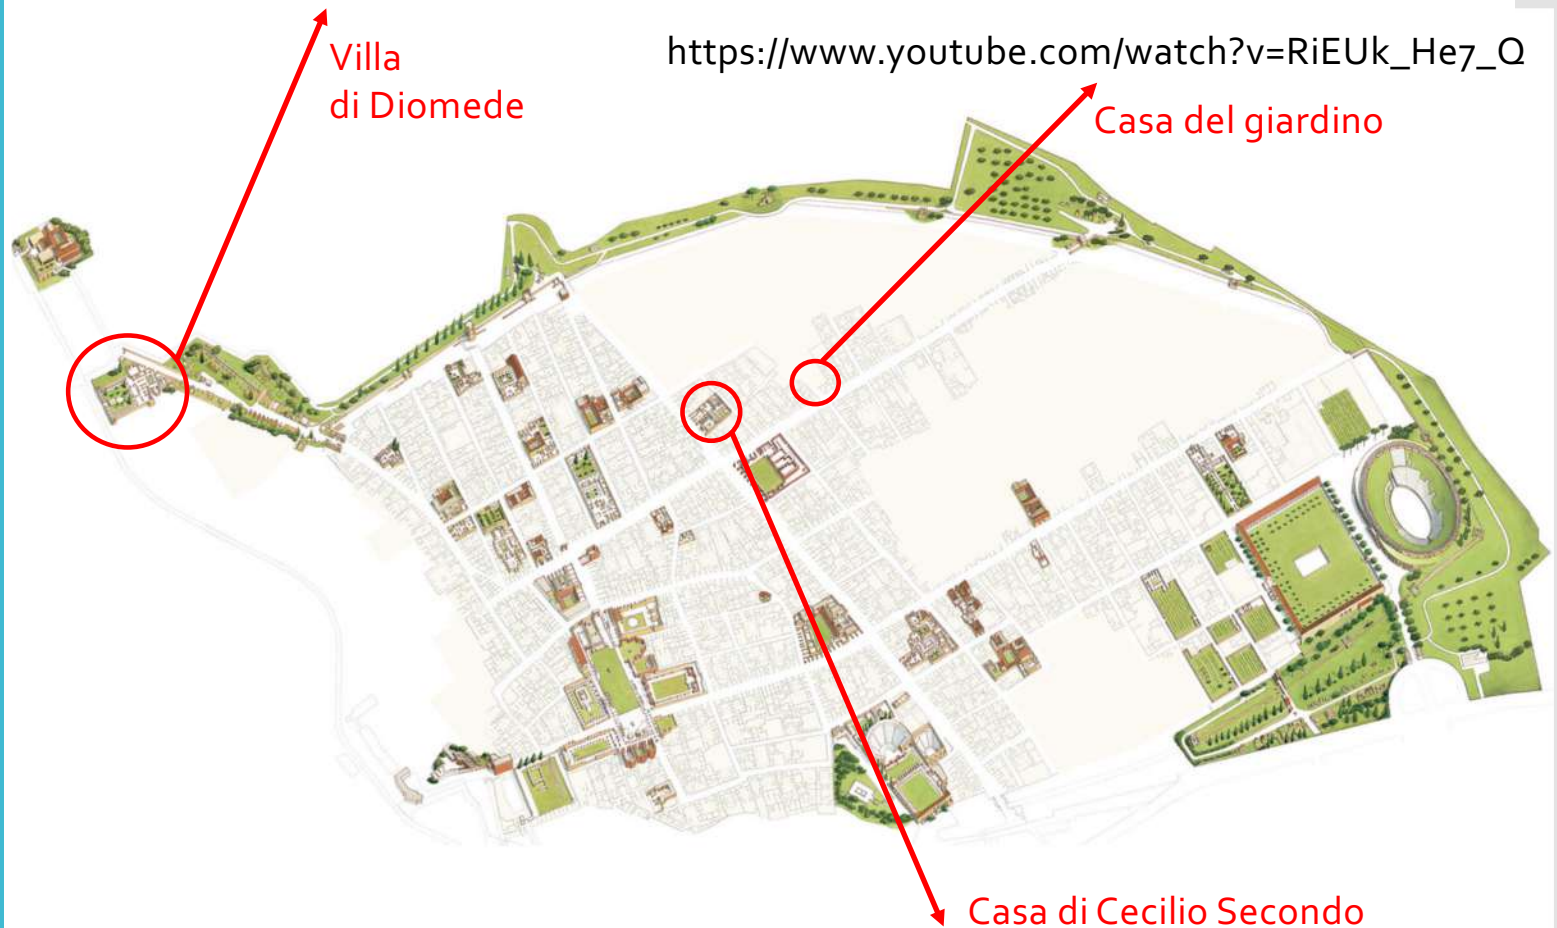 Villa
di Diomede
https://www.youtube.com/watch?v=RiEUk_He7_Q
Casa del giardino
Casa di Cecilio Secondo